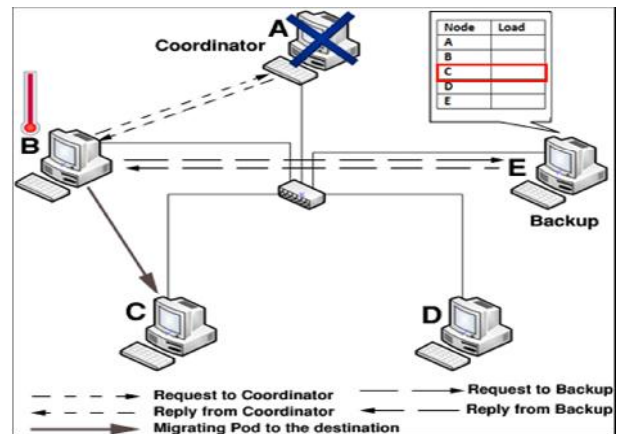 A
Coordinator
Node Load
A
B
C
D
E
B
E
Backup
C
D
Request to Coordinator
Request to Backup
Reply from Coordinator
Reply from Backup
Migrating Pod to the destination